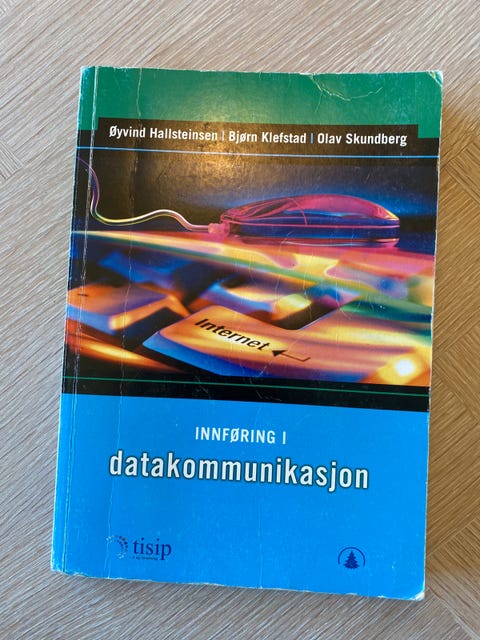 Øyvind Hallsteinsen | Bjørn Klefstad | Olav Skundberg
Internet
INNFØRING I
datakommunikasjon
tisip